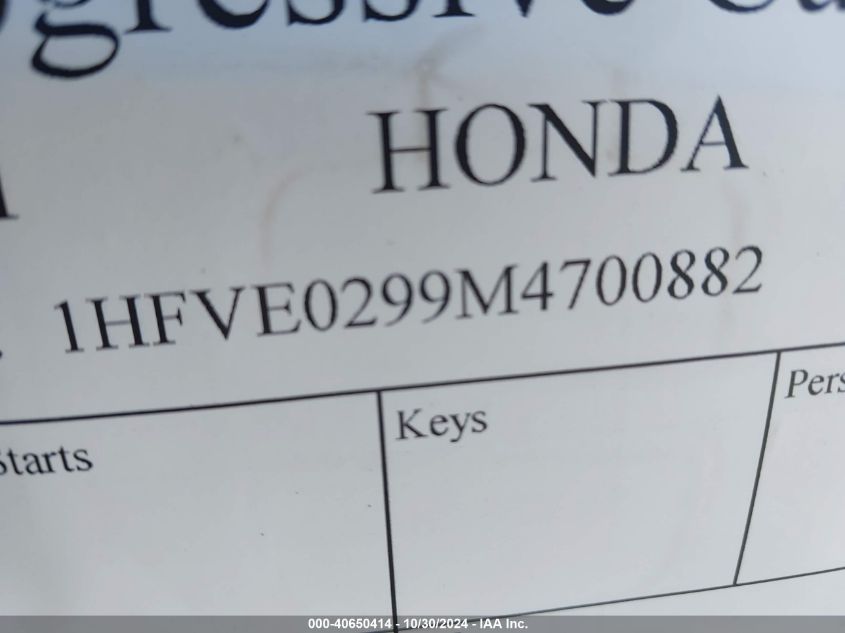 HONDA
1HFVE0299M4700882
Starts
Keys
000-40650414 - 10/30/2024 - IAA Inc.